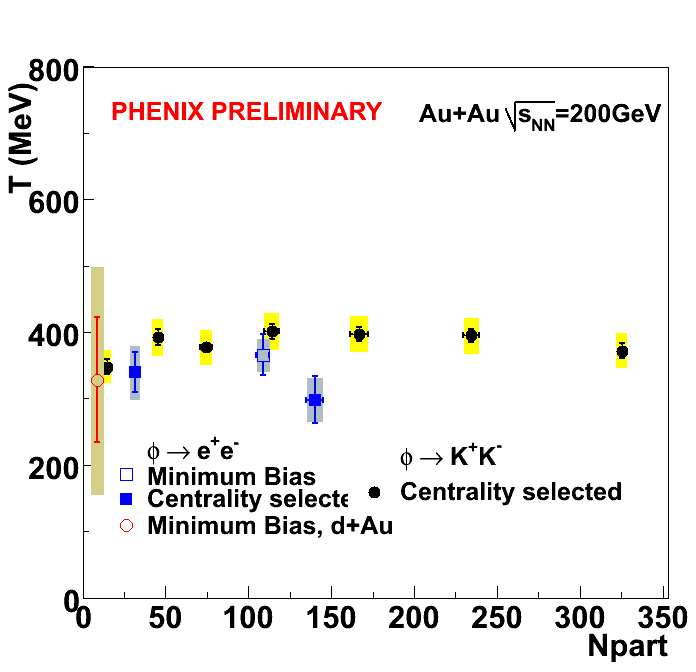 800
PHENIX PRELIMINARY
Au+Au √sNN=200GeV
T (MeV)
600
400
200
ϕ → e+e-
Minimum Bias
Centrality selecte
Minimum Bias, d+Au
ϕ → K+K-
Centrality selected
0
0 50 100 150 200 250 300 350
Npart